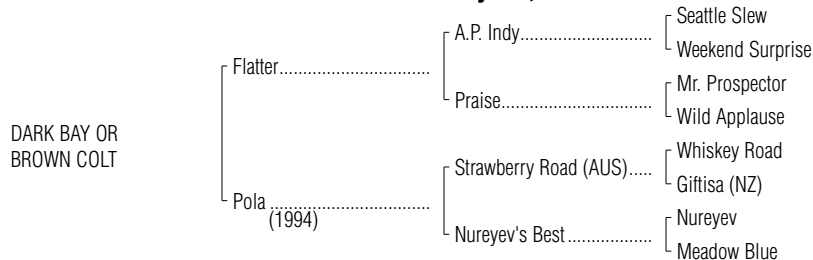 Seattle Slew
A.P. Indy..............................
Weekend Surprise
Flatter..................................
Mr. Prospector
Praise..................................
Wild Applause
DARK BAY OR
BROWN COLT
Whiskey Road
Strawberry Road (AUS).....
Giftisa (NZ)
Pola ....................................
(1994)
Nureyev
Nureyev's Best...................
Meadow Blue